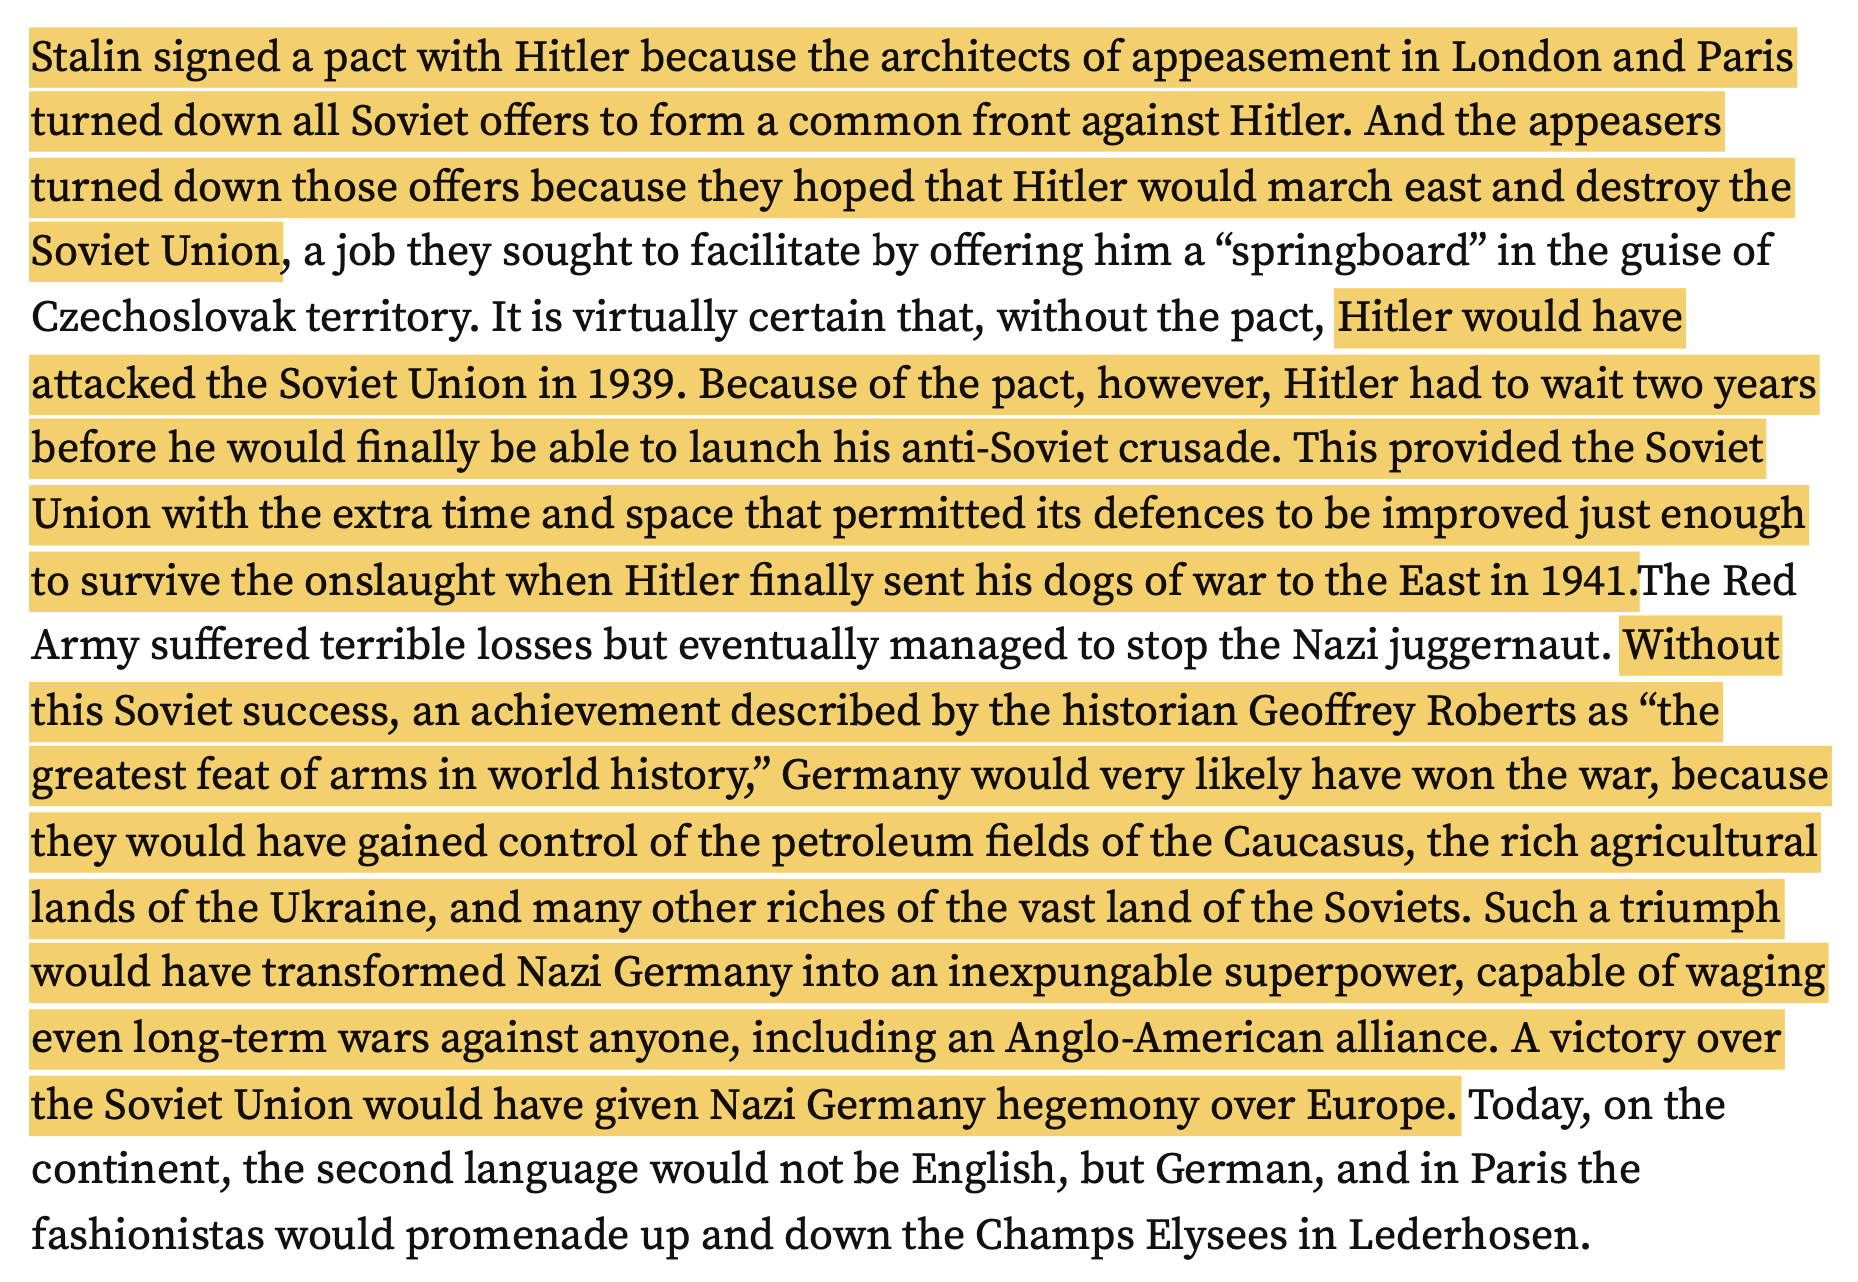 Stalin signed a pact with Hitler because the architects of appeasement in London and Paris
turned down all Soviet offers to form a common front against Hitler. And the appeasers
turned down those offers because they hoped that Hitler would march east and destroy the
Soviet Union, a job they sought to facilitate by offering him a “springboard” in the guise of
Czechoslovak territory. It is virtually certain that, without the pact, Hitler would have
attacked the Soviet Union in 1939. Because of the pact, however, Hitler had to wait two years
before he would finally be able to launch his anti-Soviet crusade. This provided the Soviet
Union with the extra time and space that permitted its defences to be improved just enough
to survive the onslaught when Hitler finally sent his dogs of war to the East in 1941.The Red
Army suffered terrible losses but eventually managed to stop the Nazi juggernaut. Without
this Soviet success, an achievement described by the historian Geoffrey Roberts as “the
greatest feat of arms in world history,” Germany would very likely have won the war, because
they would have gained control of the petroleum fields of the Caucasus, the rich agricultural
lands of the Ukraine, and many other riches of the vast land of the Soviets. Such a triumph
would have transformed Nazi Germany into an inexpungable superpower, capable of waging
even long-term wars against anyone, including an Anglo-American alliance. A victory over
the Soviet Union would have given Nazi Germany hegemony over Europe. Today, on the
continent, the second language would not be English, but German, and in Paris the
fashionistas would promenade up and down the Champs Elysees in Lederhosen.